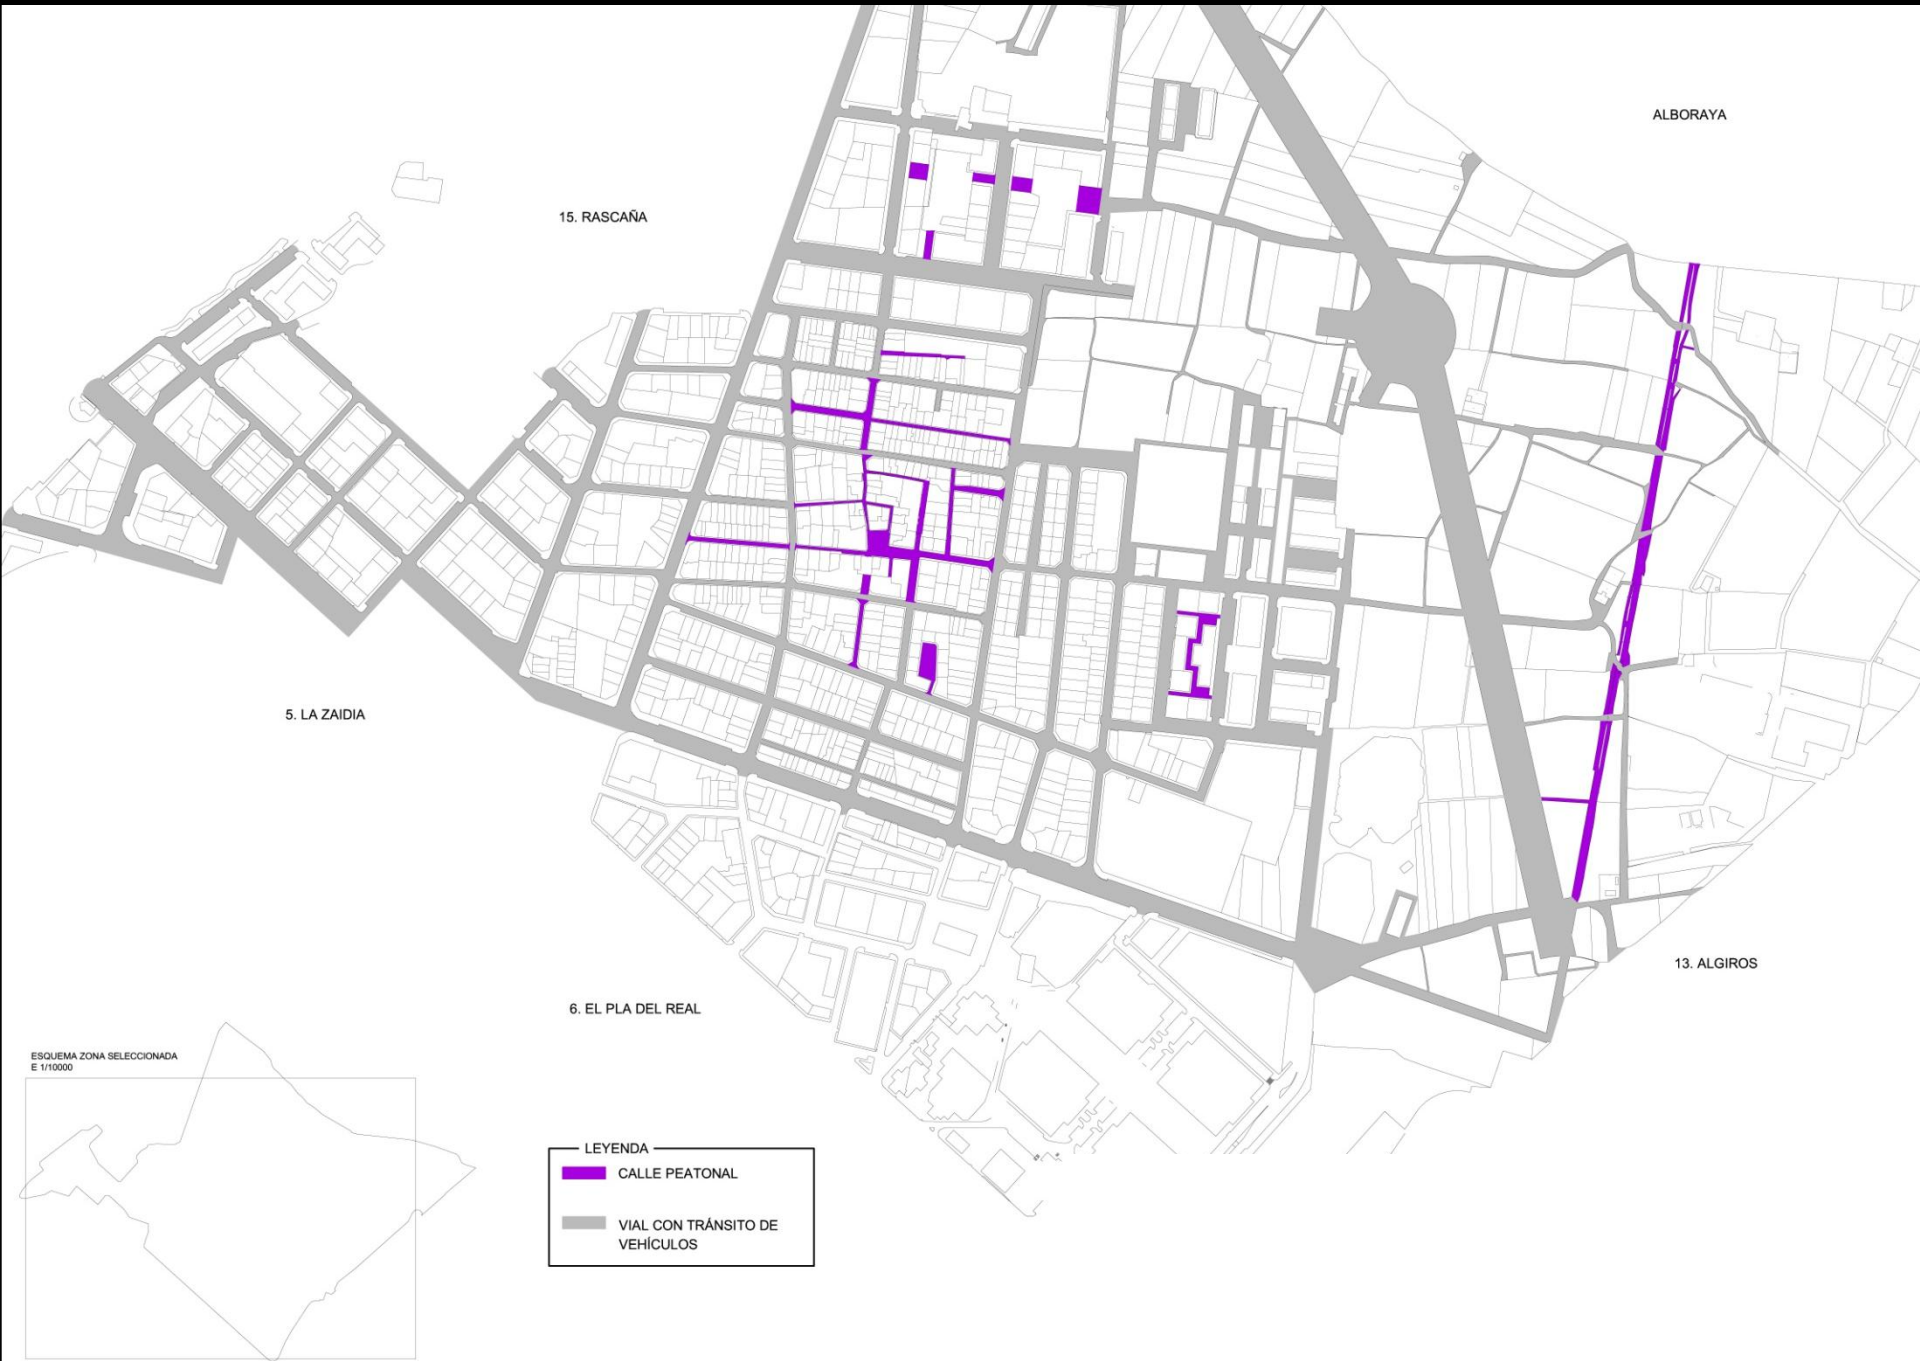 ALBORAYA
15. RASCAÑA
5. LA ZAIDIA
13. ALGIROS
6. EL PLA DEL REAL
ESQUEMA ZONA SELECCIONADA
E 1/10000
LEYENDA
CALLE PEATONAL
VIAL CON TRÁNSITO DE
VEHÍCULOS